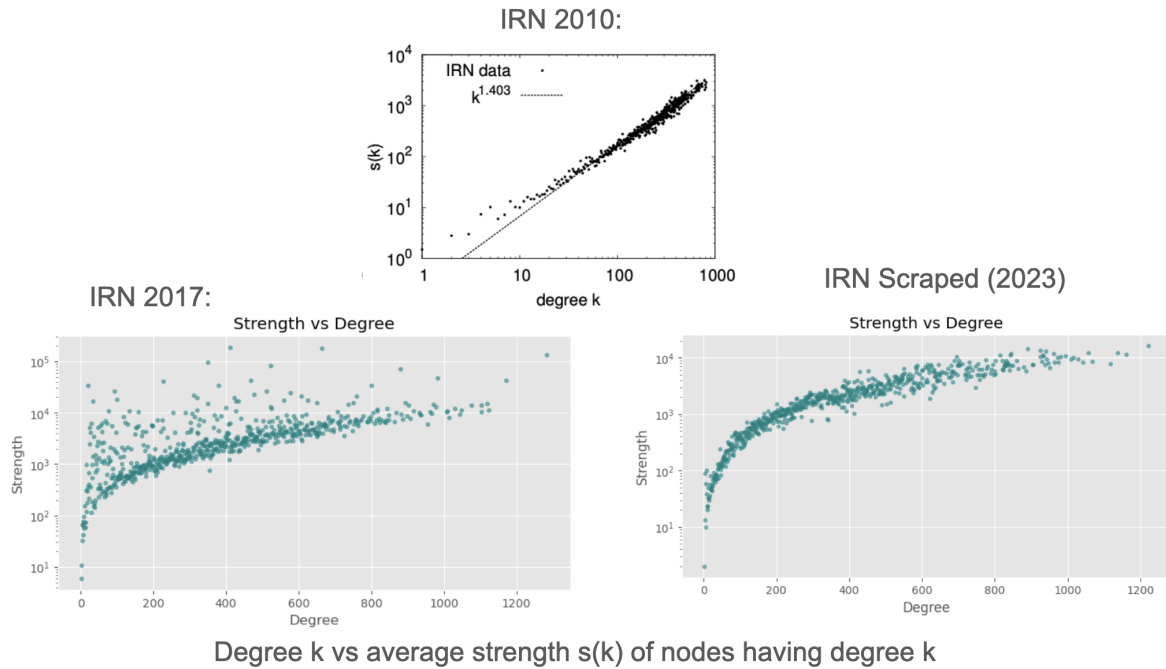 IRN 2010:
10^4
10^3
10^2
10^1
10^0
s(k)
IRN data
k^1.403
1
10
100
1000
degree k
IRN 2017:
Strength vs Degree
10^5
10^4
10^3
10^2
10^1
Strength
0
200
400
600
800
1000
1200
Degree
IRN Scraped (2023)
Strength vs Degree
10^4
10^3
10^2
10^1
Strength
0
200
400
600
800
1000
1200
Degree
Degree k vs average strength s(k) of nodes having degree k